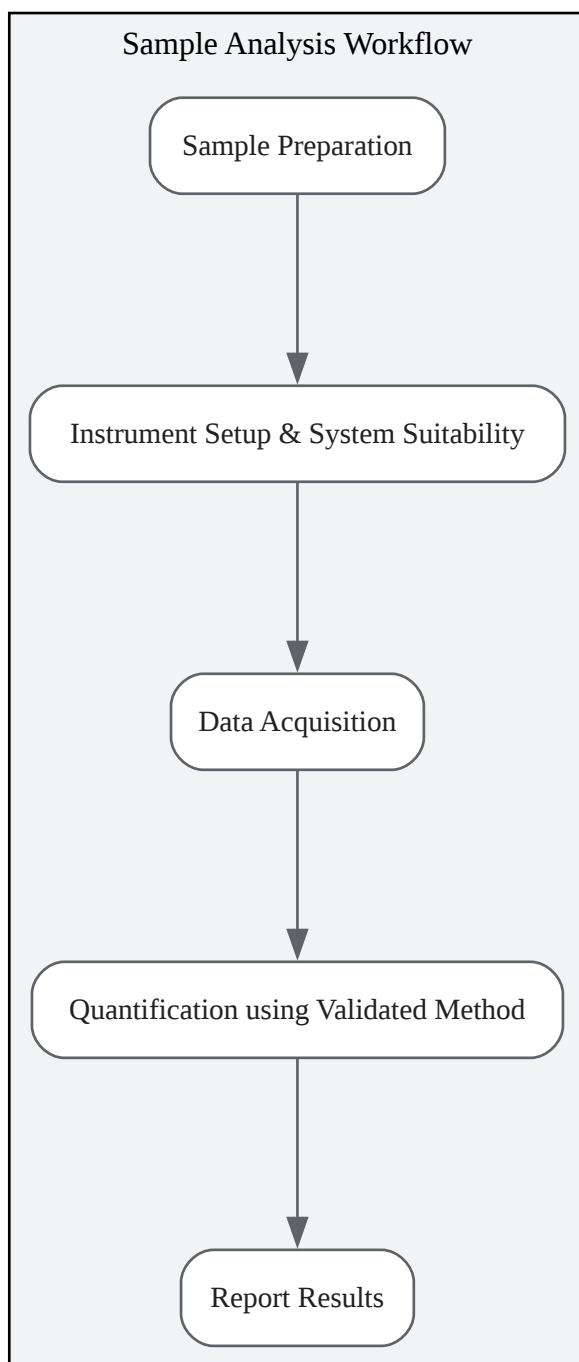 Sample Analysis Workflow
Sample Preparation
Instrument Setup & System Suitability
Data Acquisition
Quantification using Validated Method
Report Results